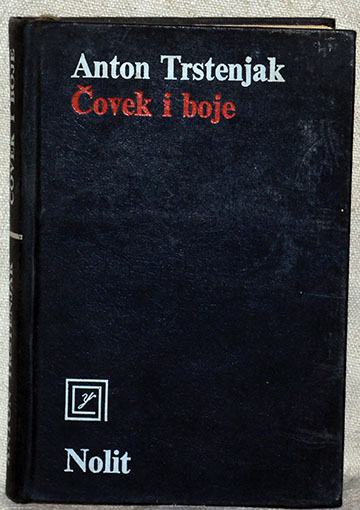 Anton Trstenjak
Čovek i boje
y
Nolit